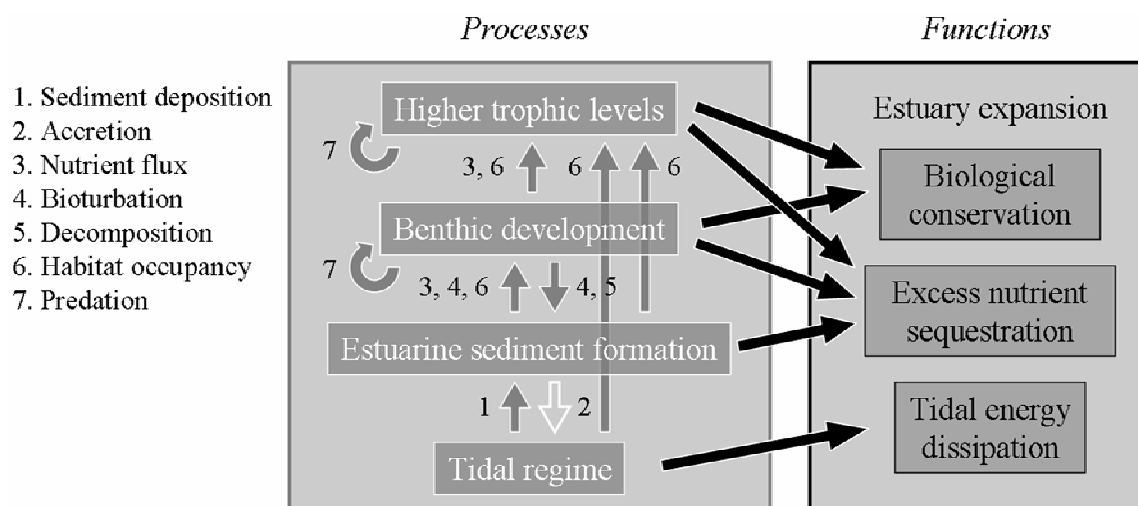 Processes
Functions
1. Sediment deposition
2. Accretion
3. Nutrient flux
4. Bioturbation
5. Decomposition
6. Habitat occupancy
7. Predation
Higher trophic levels
7
3, 6
6
6
Benthic development
7
3, 4, 6
4, 5
Estuarine sediment formation
1
2
Tidal regime
Estuary expansion
Biological
conservation
Excess nutrient
sequestration
Tidal energy
dissipation